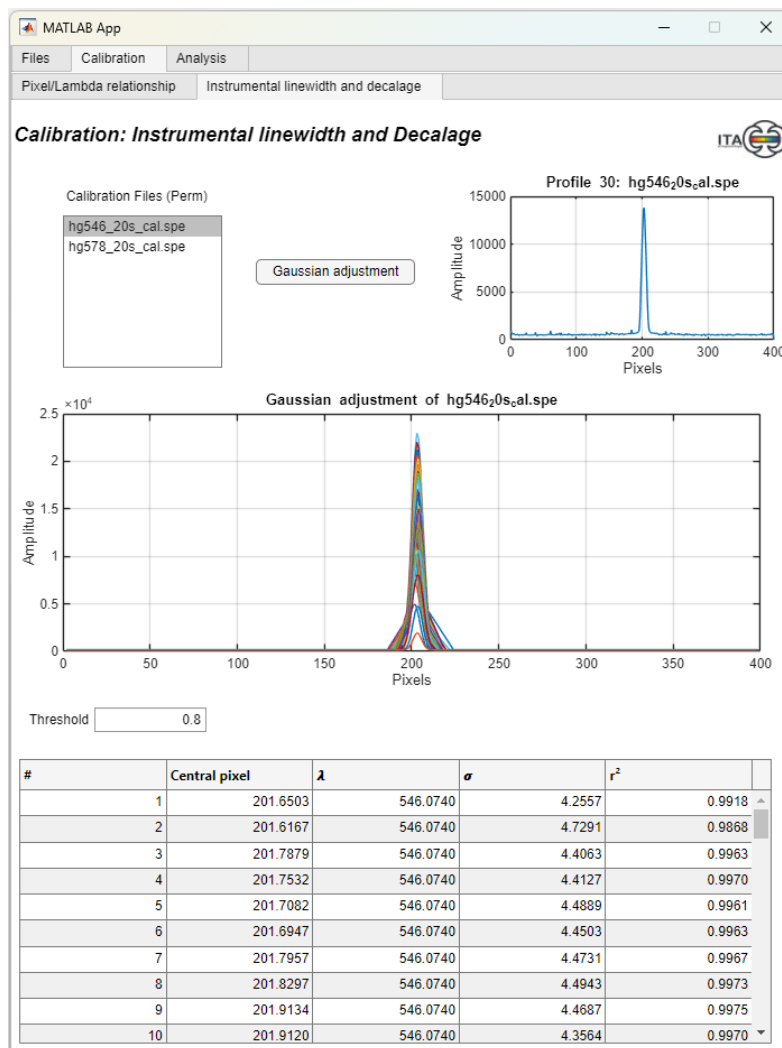 MATLAB App
Files Calibration Analysis
Pixel/Lambda relationship Instrumental linewidth and decalage
Calibration: Instrumental linewidth and Decalage
ITA
Calibration Files (Perm)
hg546_20s_cal.spe
hg578_20s_cal.spe
Gaussian adjustment
Profile 30: hg546₂0s꜀al.spe
15000
10000
5000
0
Amplitude
0 100 200 300 400
Pixels
Gaussian adjustment of hg546₂0s꜀al.spe
×10⁴
2.5
2
1.5
1
0.5
0
Amplitude
0 50 100 150 200 250 300 350 400
Pixels
Threshold 0.8
# Central pixel λ σ r²
1 201.6503 546.0740 4.2557 0.9918
2 201.6167 546.0740 4.7291 0.9868
3 201.7879 546.0740 4.4063 0.9963
4 201.7532 546.0740 4.4127 0.9970
5 201.7082 546.0740 4.4889 0.9961
6 201.6947 546.0740 4.4503 0.9963
7 201.7957 546.0740 4.4731 0.9967
8 201.8297 546.0740 4.4943 0.9973
9 201.9134 546.0740 4.4687 0.9975
10 201.9120 546.0740 4.3564 0.9970